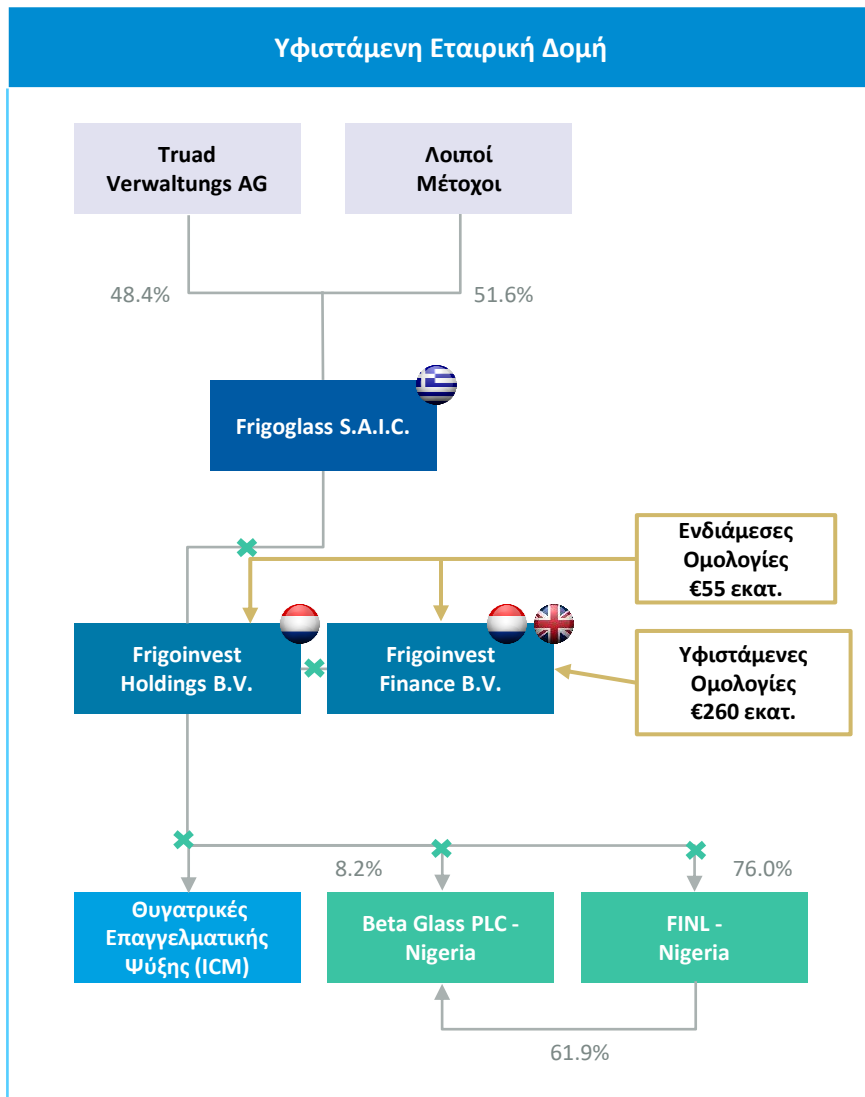 Υφιστάμενη Εταιρική Δομή
Truad
Verwaltungs AG
Λοιποί
Μέτοχοι
48.4%
51.6%
Frigoglass S.A.I.C.
Ενδιάμεσες
Ομολογίες
€55 εκατ.
Frigoinvest
Holdings B.V.
Frigoinvest
Finance B.V.
Υφιστάμενες
Ομολογίες
€260 εκατ.
8.2%
76.0%
Θυγατρικές
Επαγγελματικής
Ψύξης (ICM)
Beta Glass PLC -
Nigeria
FINL -
Nigeria
61.9%